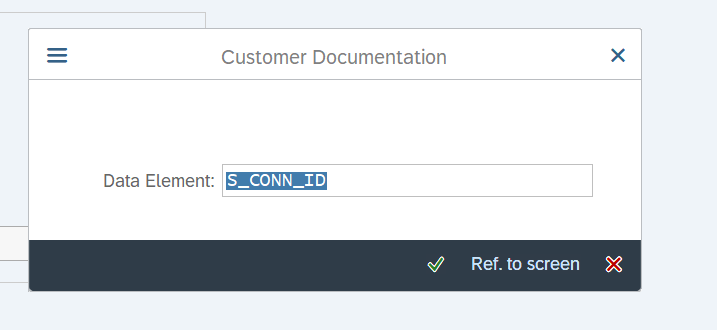 Customer Documentation
Data Element: S_CONN_ID
Ref. to screen